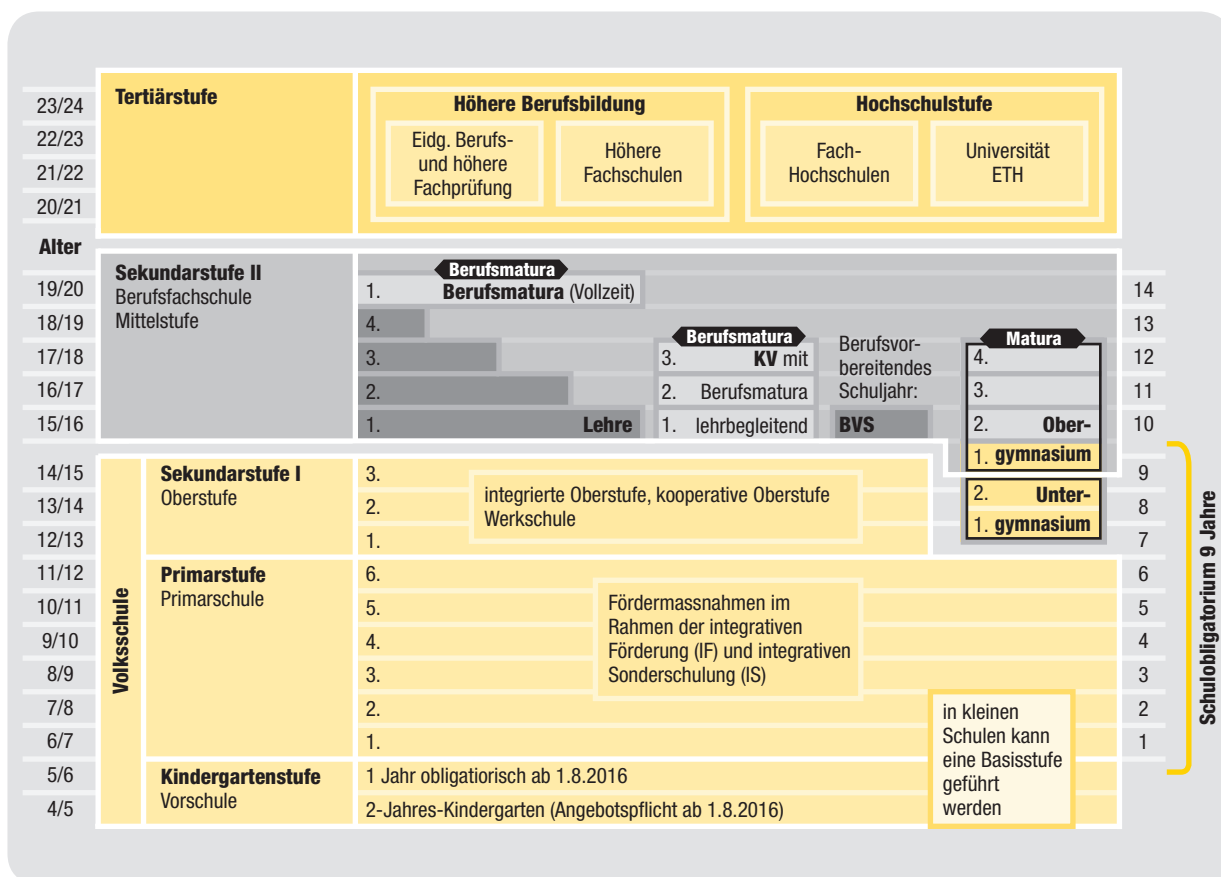 23/24
22/23
21/22
20/21
Tertiärstufe
Höhere Berufsbildung
Eidg. Berufs-
und höhere
Fachprüfung
Höhere
Fachschulen
Hochschulstufe
Fach-
Hochschulen
Universität
ETH
Alter
Sekundarstufe II
Berufsfachschule
Mittelstufe
19/20
18/19
17/18
16/17
15/16
Berufsmatura
1. Berufsmatura (Vollzeit)
4.
3.
2.
1. Lehre
Berufsmatura
3. KV mit
2. Berufsmatura
1. lehrbegleitend
Berufsvor-
bereitendes
Schuljahr:
BVS
Matura
4.
3.
2. Ober-
1. gymnasium
2. Unter-
1. gymnasium
14
13
12
11
10
14/15
13/14
12/13
Sekundarstufe I
Oberstufe
3.
2.
1.
integrierte Oberstufe, kooperative Oberstufe
Werkschule
9
8
7
Volksschule
11/12
10/11
9/10
8/9
7/8
6/7
Primarstufe
Primarschule
6.
5.
4.
3.
2.
1.
Fördermassnahmen im
Rahmen der integrativen
Förderung (IF) und integrativen
Sonderschulung (IS)
6
5
4
3
2
1
Schulobligatorium 9 Jahre
5/6
4/5
Kindergartenstufe
Vorschule
1 Jahr obligatiorisch ab 1.8.2016
2-Jahres-Kindergarten (Angebotspflicht ab 1.8.2016)
in kleinen
Schulen kann
eine Basisstufe
geführt
werden